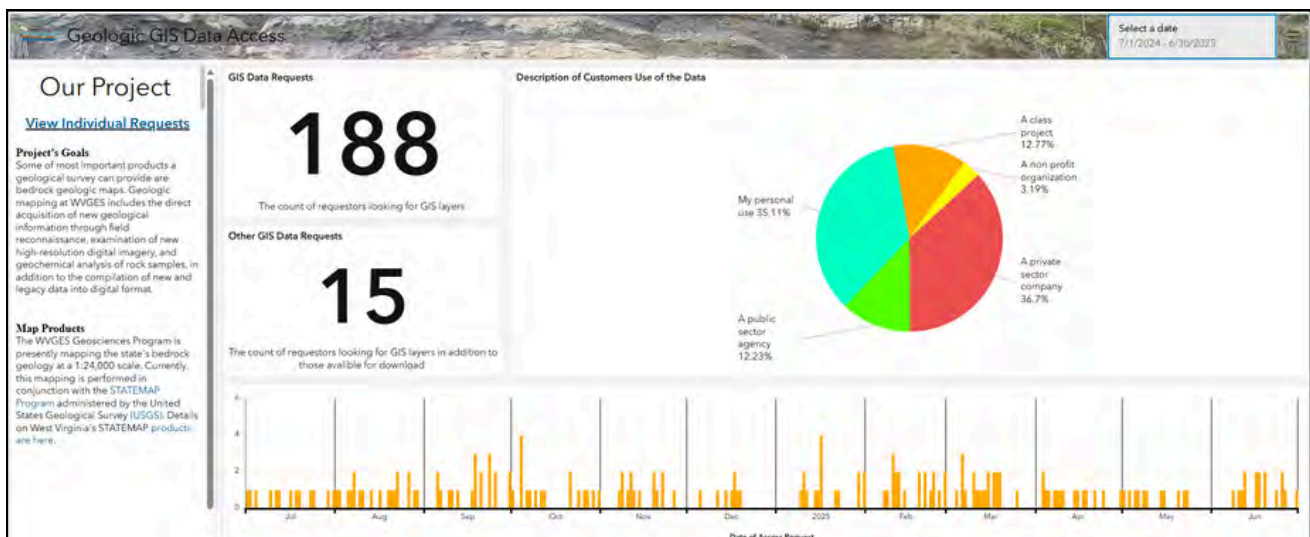 Geologic GIS Data Access
Select a date
7/1/2024 - 6/30/2025
Our Project
View Individual Requests
Project's Goals
Some of most important products a
geological survey can provide are
bedrock geologic maps. Geologic
mapping at WVGES includes the direct
acquisition of new geological
information through field
reconnaissance, examination of new
high-resolution digital imagery, and
geochemical analysis of rock samples, in
addition to the compilation of new and
legacy data into digital format.
Map Products
The WVGES Geosciences Program is
presently mapping the state's bedrock
geology at a 1:24,000 scale. Currently,
this mapping is performed in
conjunction with the STATEMAP
Program administered by the United
States Geological Survey (USGS). Details
on West Virginia's STATEMAP products
are here.
GIS Data Requests
188
The count of requestors looking for GIS layers
Other GIS Data Requests
15
The count of requestors looking for GIS layers in addition to
those availble for download
Description of Customers Use of the Data
A class
project
12.77%
A non profit
organization
3.19%
My personal
use 35.11%
A private
sector
company
36.7%
A public
sector
agency
12.23%
6
4
2
0
Jul Aug Sep Oct Nov Dec 2025 Feb Mar Apr May Jun
Date of Access Request